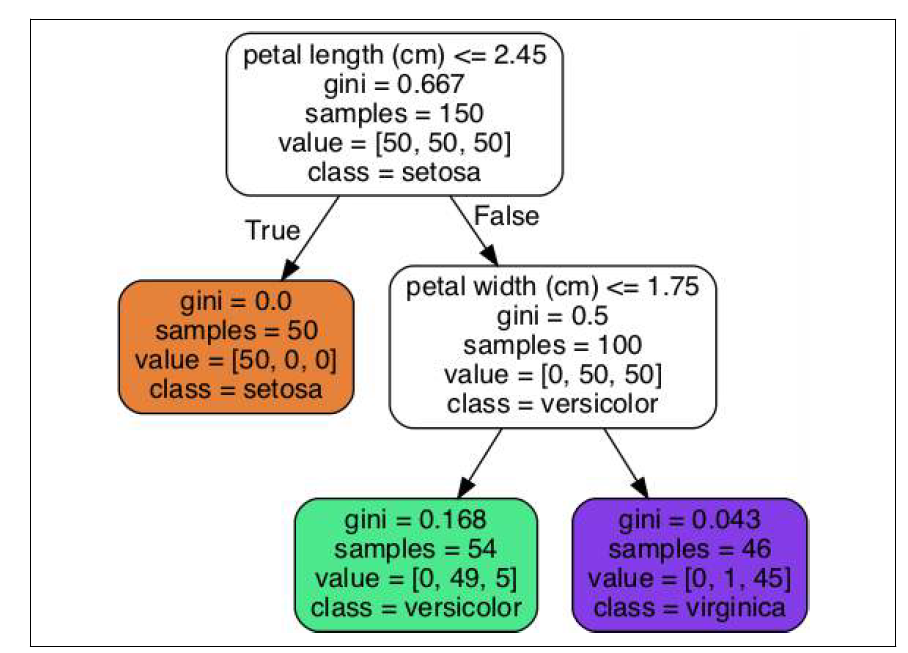 petal length (cm) <= 2.45
gini = 0.667
samples = 150
value = [50, 50, 50]
class = setosa
True
False
gini = 0.0
samples = 50
value = [50, 0, 0]
class = setosa
petal width (cm) <= 1.75
gini = 0.5
samples = 100
value = [0, 50, 50]
class = versicolor
gini = 0.168
samples = 54
value = [0, 49, 5]
class = versicolor
gini = 0.043
samples = 46
value = [0, 1, 45]
class = virginica